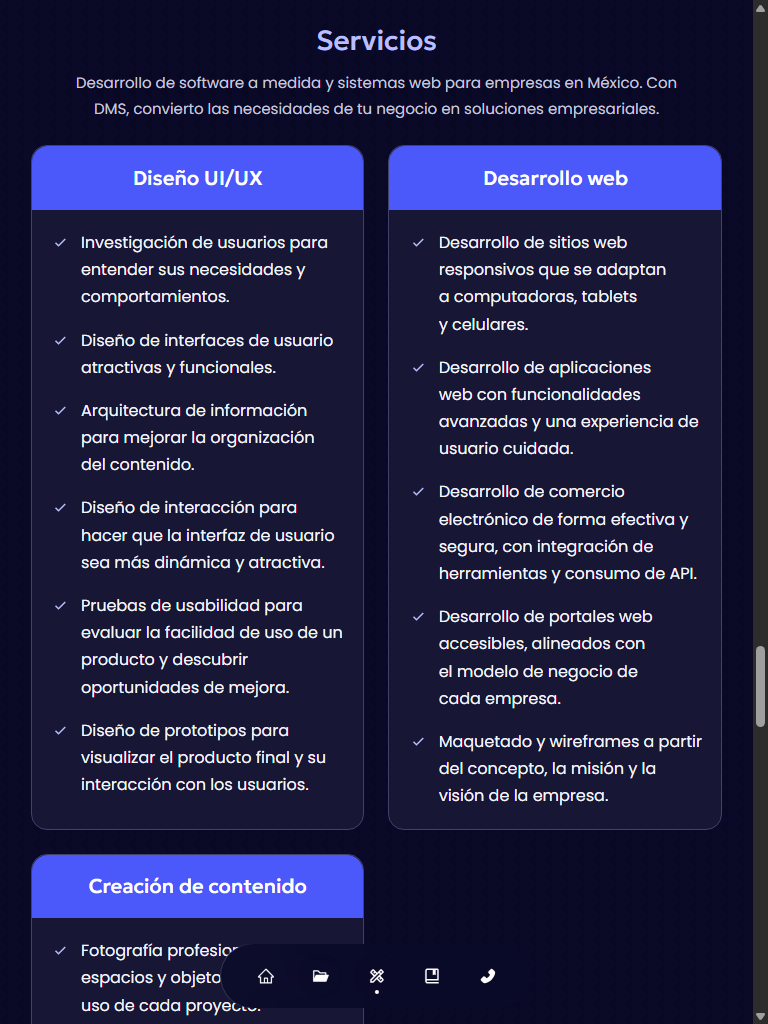 Servicios
Desarrollo de software a medida y sistemas web para empresas en México. Con
DMS, convierto las necesidades de tu negocio en soluciones empresariales.
Diseño UI/UX
Investigación de usuarios para
entender sus necesidades y
comportamientos.
Diseño de interfaces de usuario
atractivas y funcionales.
Arquitectura de información
para mejorar la organización
del contenido.
Diseño de interacción para
hacer que la interfaz de usuario
sea más dinámica y atractiva.
Pruebas de usabilidad para
evaluar la facilidad de uso de un
producto y descubrir
oportunidades de mejora.
Diseño de prototipos para
visualizar el producto final y su
interacción con los usuarios.
Desarrollo web
Desarrollo de sitios web
responsivos que se adaptan
a computadoras, tablets
y celulares.
Desarrollo de aplicaciones
web con funcionalidades
avanzadas y una experiencia de
usuario cuidada.
Desarrollo de comercio
electrónico de forma efectiva y
segura, con integración de
herramientas y consumo de API.
Desarrollo de portales web
accesibles, alineados con
el modelo de negocio de
cada empresa.
Maquetado y wireframes a partir
del concepto, la misión y la
visión de la empresa.
Creación de contenido
Fotografía
espacios y
uso de cada proyecto.